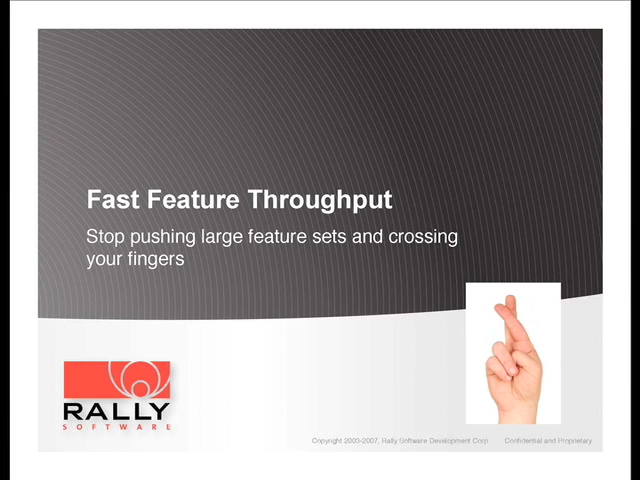 Fast Feature Throughput
Stop pushing large feature sets and crossing
your fingers
RALLY
SOFTWARE
Copyright 2003-2007, Rally Software Development Corp Confidential and Proprietary